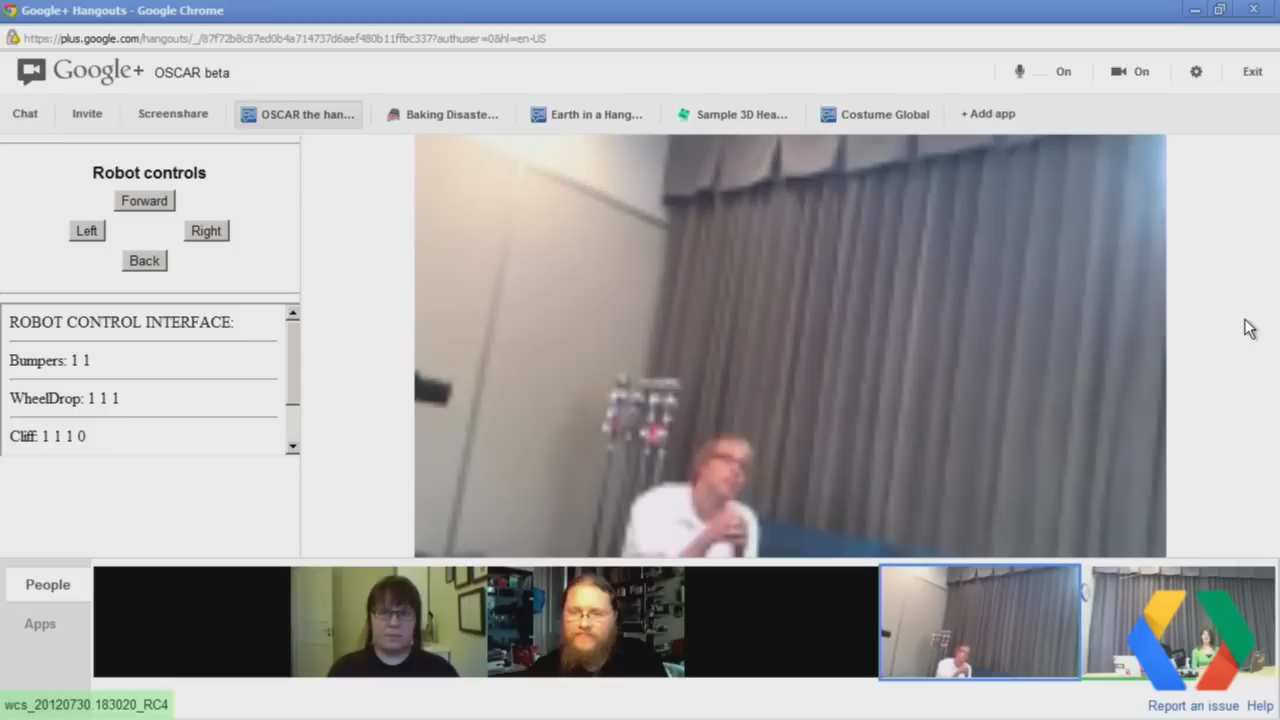 Google+ Hangouts - Google Chrome
https://plus.google.com/hangouts/_/87f72b8c87ed0b4a714737d6aef480b11ffbc337?authuser=0&hl=en-US
Google+ OSCAR beta On On Exit
Chat Invite Screenshare OSCAR the han... Baking Disaste... Earth in a Hang... Sample 3D Hea... Costume Global + Add app
Robot controls
Forward
Left Right
Back
ROBOT CONTROL INTERFACE:
Bumpers: 1 1
WheelDrop: 1 1 1
Cliff: 1 1 1 0
People
Apps
wcs_20120730.183020_RC4
Report an issue Help